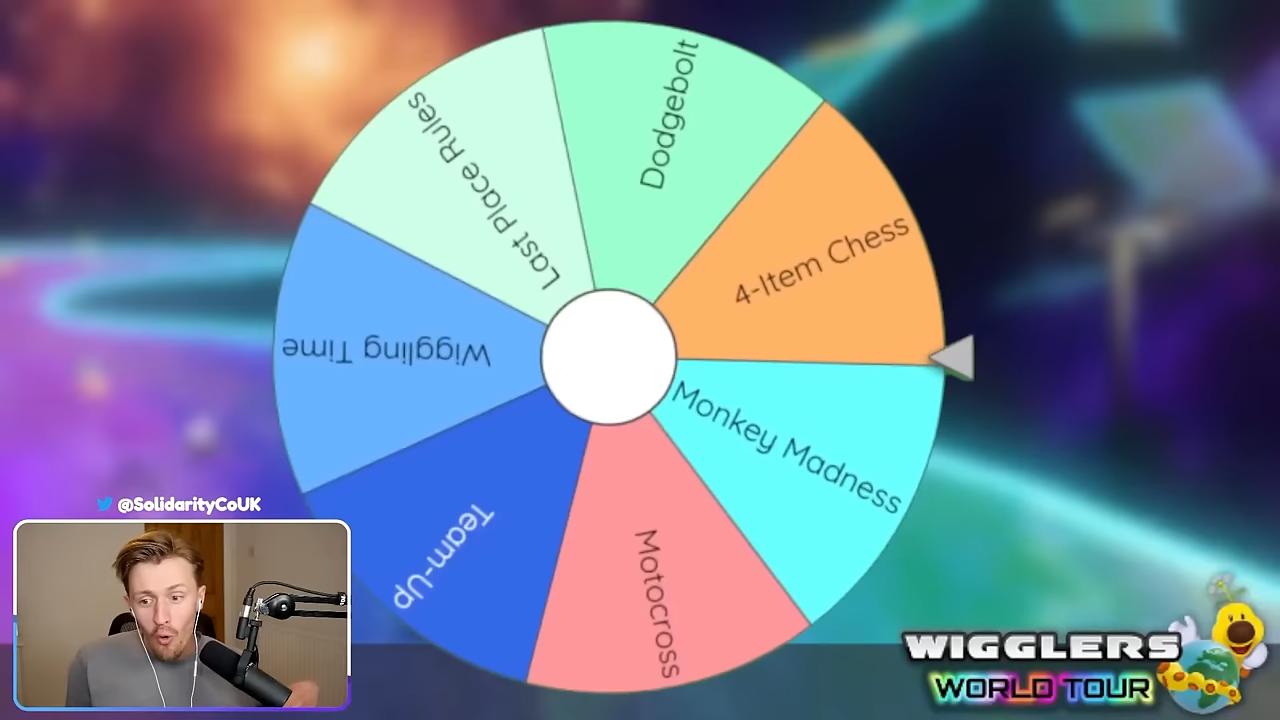 Dodgebolt
Last Place Rules
4-Item Chess
Wiggling Time
Monkey Madness
Team-Up
Motocross
@SolidarityCoUK
WIGGLERS
WORLD TOUR